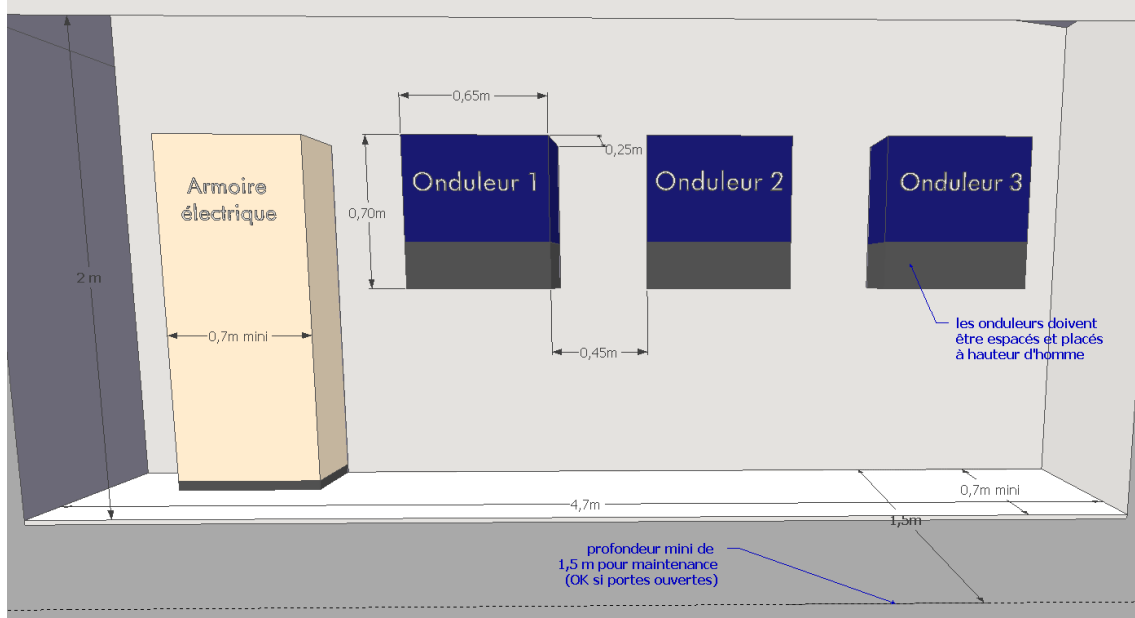 0,65m
0,25m
Armoire
électrique
Onduleur 1
Onduleur 2
Onduleur 3
0,70m
2 m
0,7m mini
0,45m
les onduleurs doivent
être espacés et placés
à hauteur d'homme
0,7m mini
4,7m
1,5m
profondeur mini de
1,5 m pour maintenance
(OK si portes ouvertes)